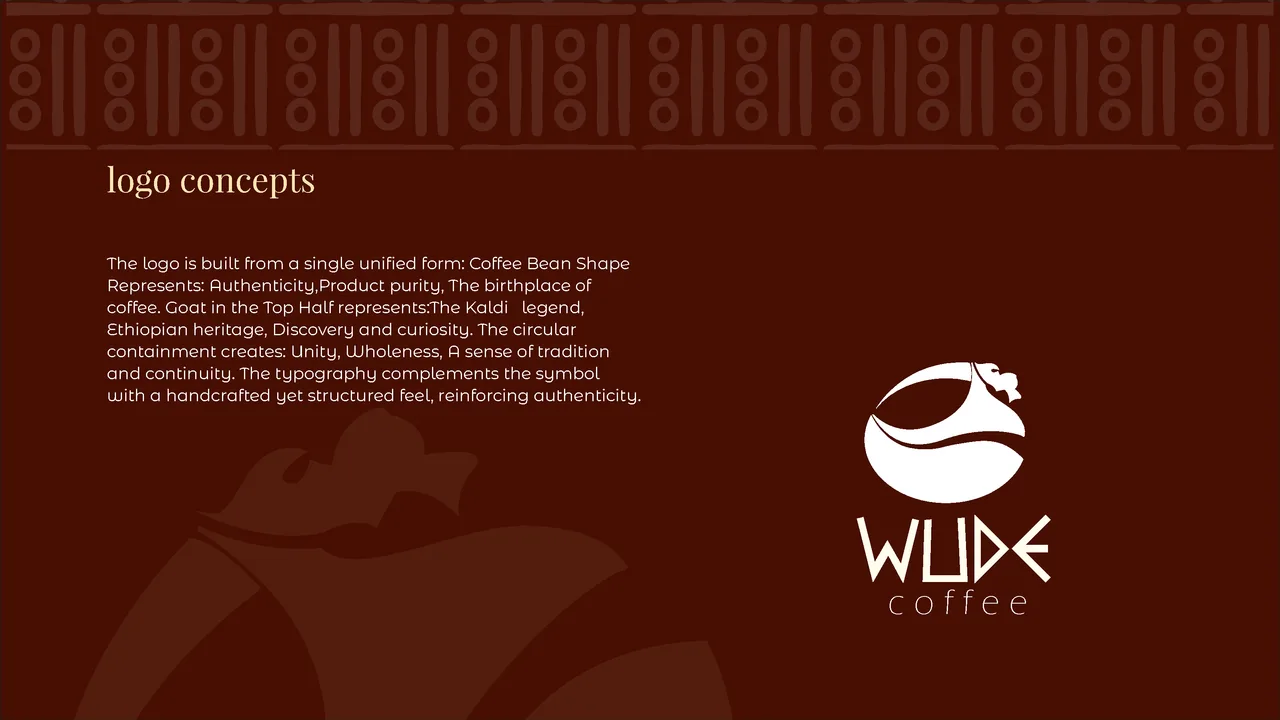 logo concepts
The logo is built from a single unified form: Coffee Bean Shape
Represents: Authenticity,Product purity, The birthplace of
coffee. Goat in the Top Half represents:The Kaldi   legend,
Ethiopian heritage, Discovery and curiosity. The circular
containment creates: Unity, Wholeness, A sense of tradition
and continuity. The typography complements the symbol
with a handcrafted yet structured feel, reinforcing authenticity.
WUDE
coffee